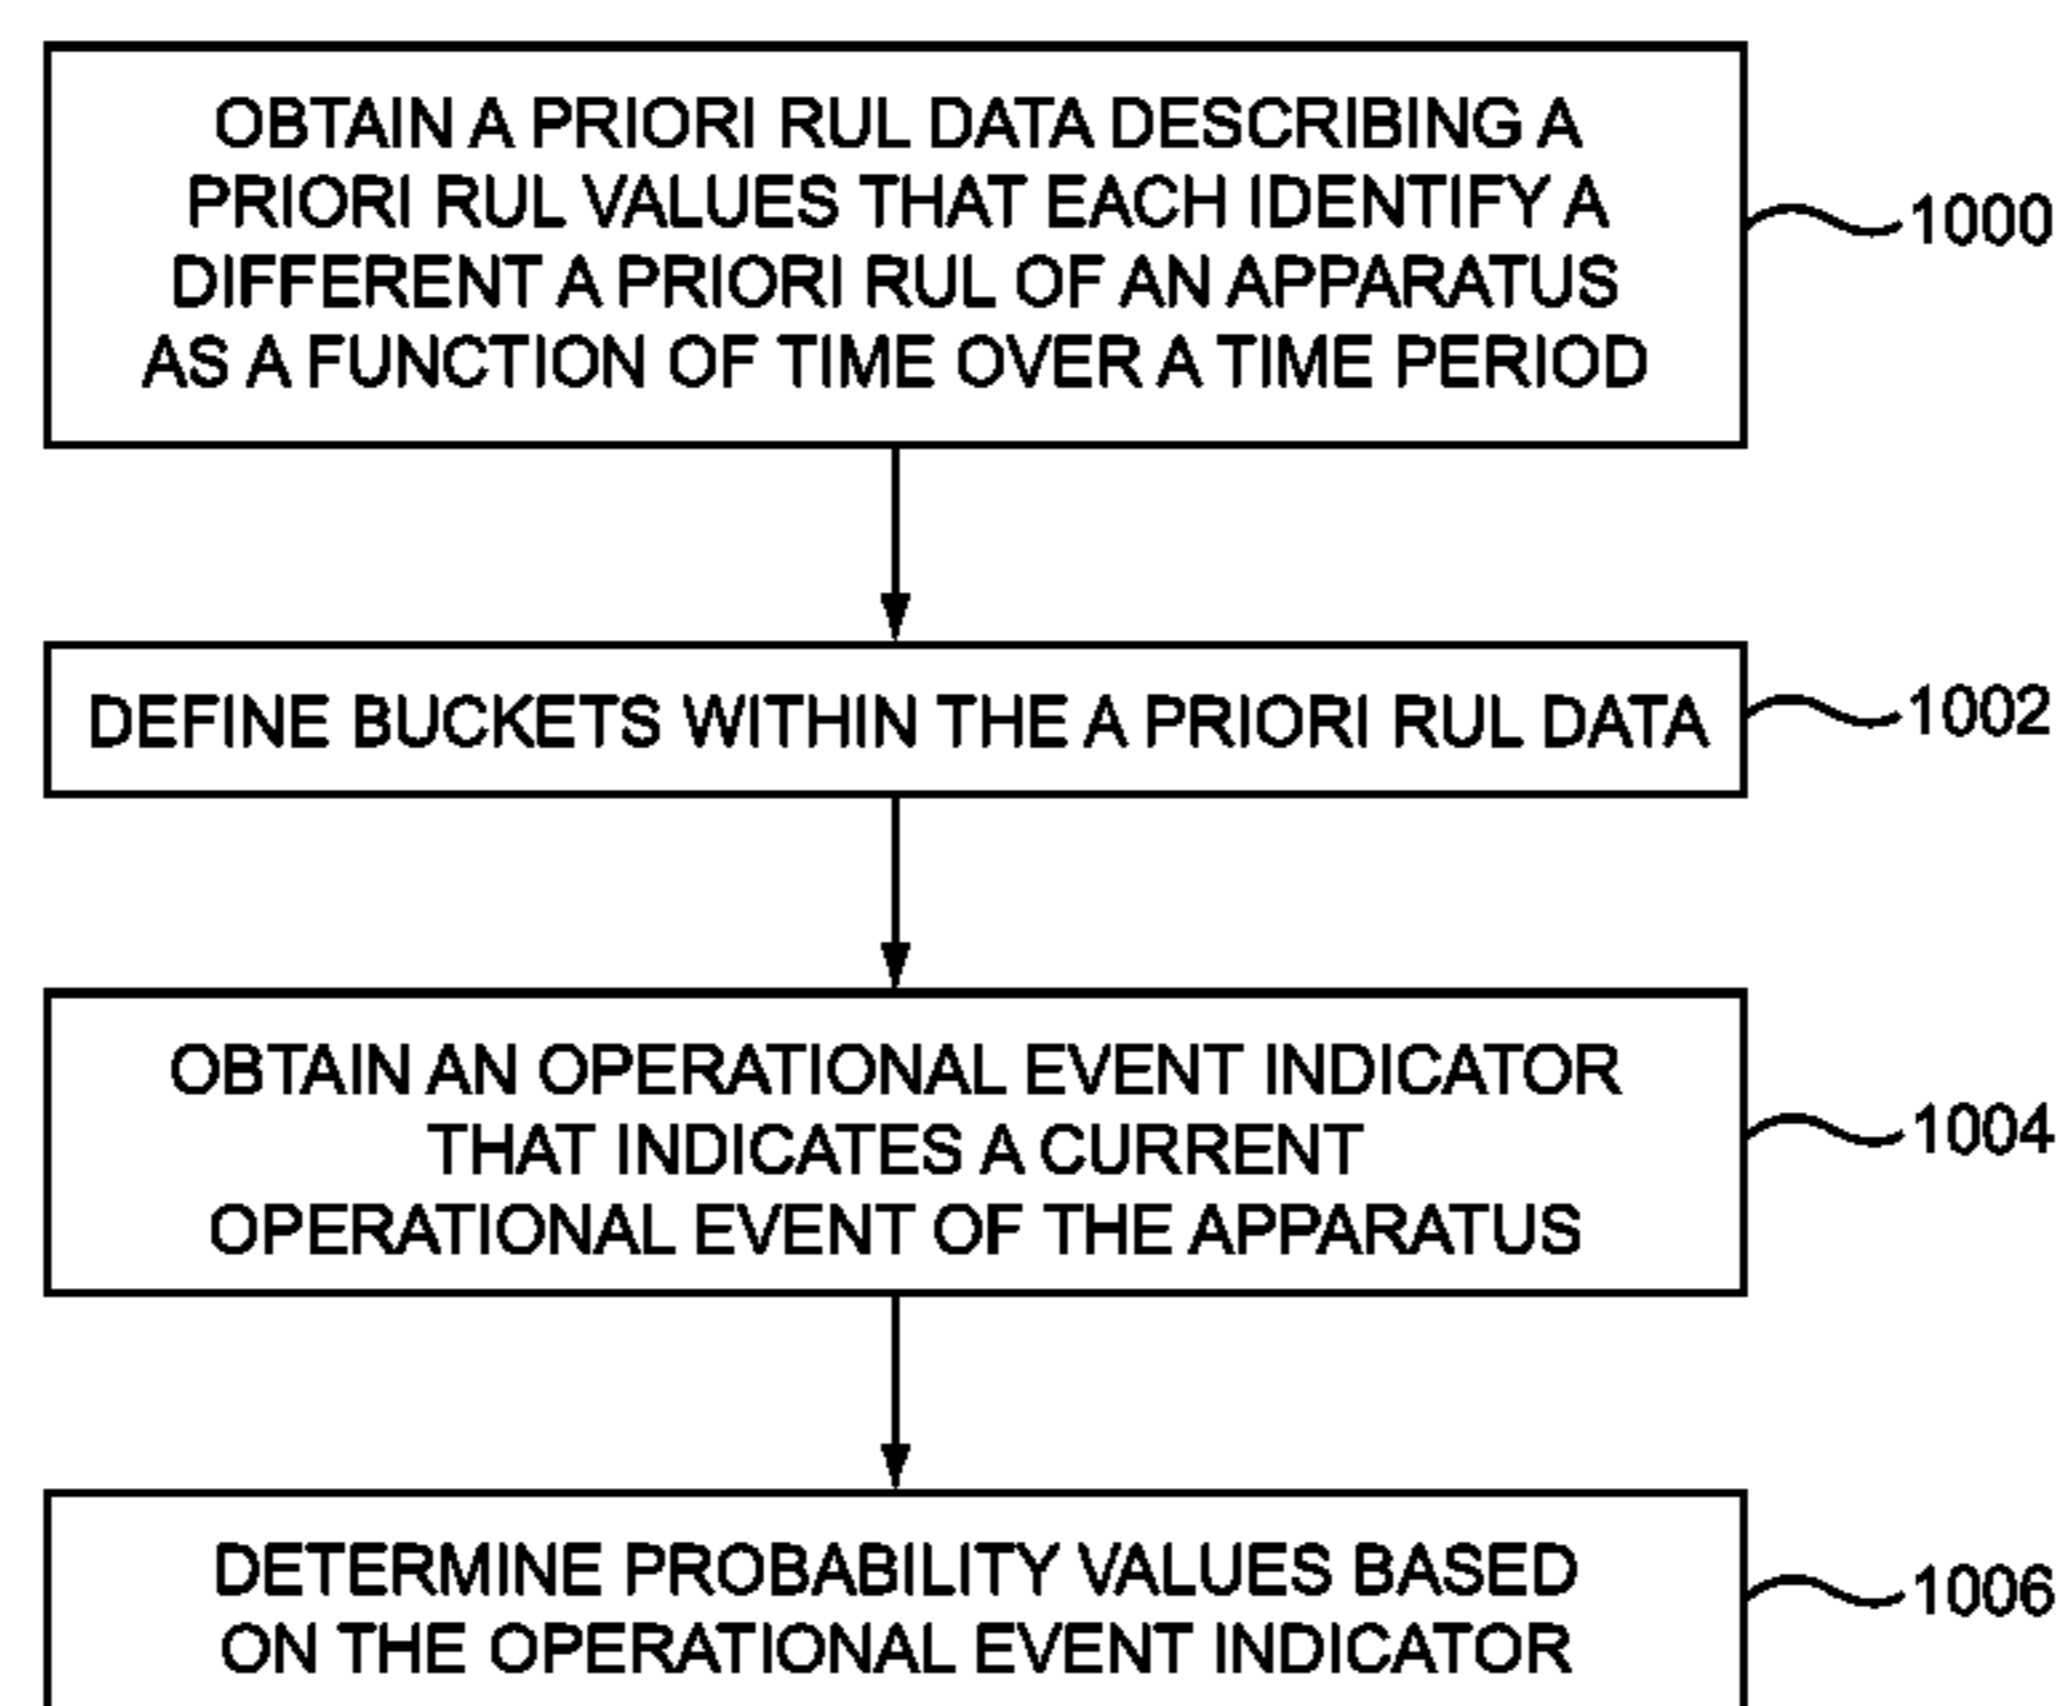 OBTAIN A PRIORI RUL DATA DESCRIBING A
PRIORI RUL VALUES THAT EACH IDENTIFY A
DIFFERENT A PRIORI RUL OF AN APPARATUS
AS A FUNCTION OF TIME OVER A TIME PERIOD
1000
DEFINE BUCKETS WITHIN THE A PRIORI RUL DATA
1002
OBTAIN AN OPERATIONAL EVENT INDICATOR
THAT INDICATES A CURRENT
OPERATIONAL EVENT OF THE APPARATUS
1004
DETERMINE PROBABILITY VALUES BASED
ON THE OPERATIONAL EVENT INDICATOR
1006